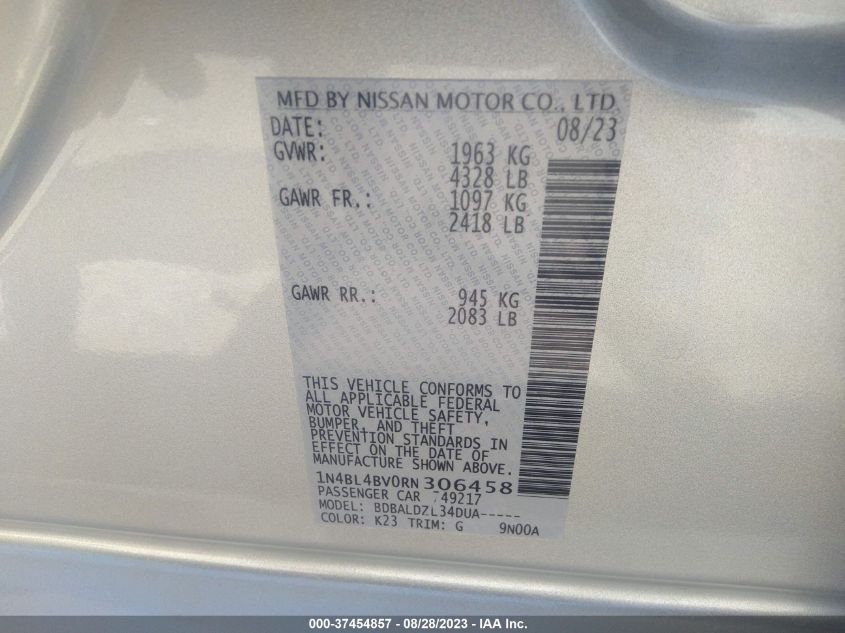 MFD BY NISSAN MOTOR CO., LTD.
DATE: 08/23
GVWR: 1963 KG
4328 LB
GAWR FR.: 1097 KG
2418 LB
GAWR RR.: 945 KG
2083 LB
THIS VEHICLE CONFORMS TO
ALL APPLICABLE FEDERAL
MOTOR VEHICLE SAFETY,
BUMPER, AND THEFT
PREVENTION STANDARDS IN
EFFECT ON THE DATE OF
MANUFACTURE SHOWN ABOVE.
1N4BL4BV0RN306458
PASSENGER CAR 49217
MODEL: BDBALDZL34DUA-----
COLOR: K23 TRIM: G 9N00A
000-37454857 / 08/28/2023 - IAA Inc.